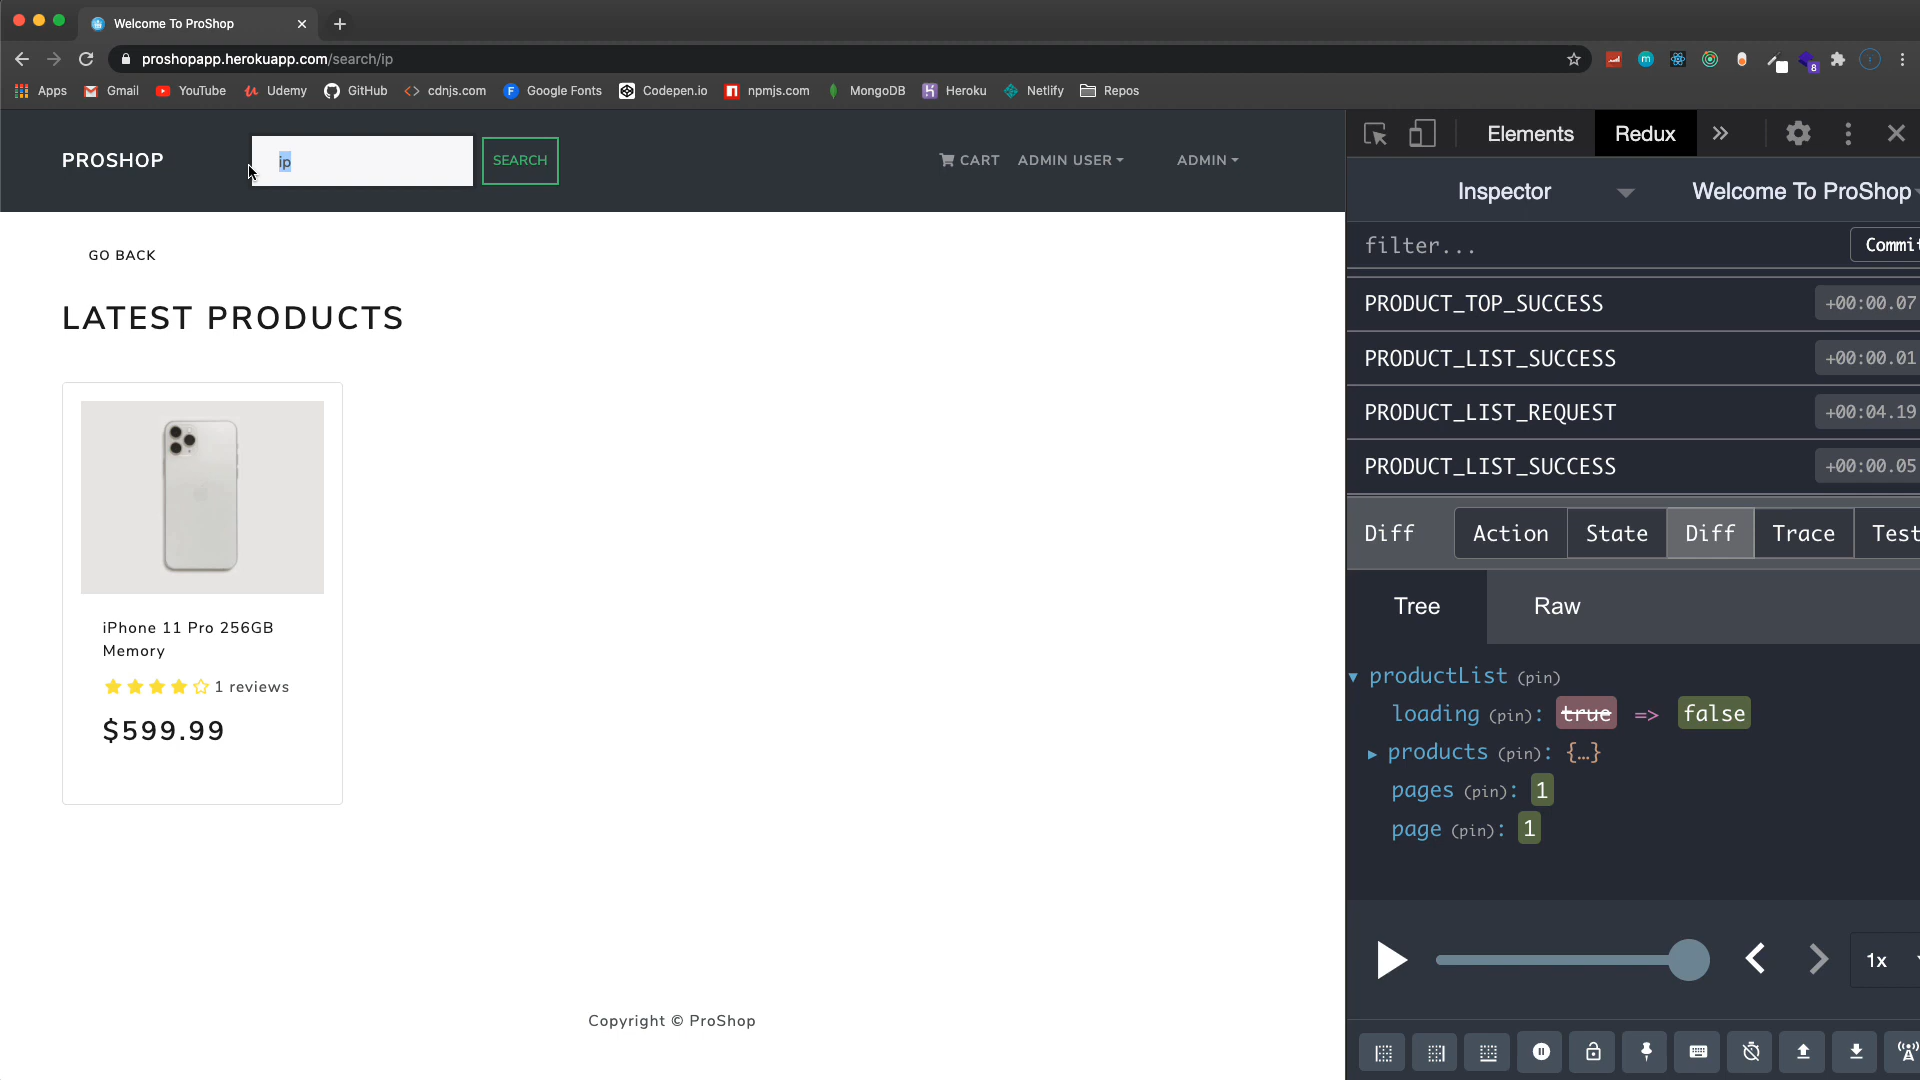 Welcome To ProShop
proshopapp.herokuapp.com/search/ip
8
Apps Gmail YouTube Udemy GitHub cdnjs.com Google Fonts Codepen.io npmjs.com MongoDB Heroku Netlify Repos
PROSHOP ip SEARCH CART ADMIN USER ADMIN
GO BACK
LATEST PRODUCTS
iPhone 11 Pro 256GB
Memory
1 reviews
$599.99
Copyright © ProShop
Elements Redux
Inspector Welcome To ProShop
filter... Commit
PRODUCT_TOP_SUCCESS +00:00.07
PRODUCT_LIST_SUCCESS +00:00.01
PRODUCT_LIST_REQUEST +00:04.19
PRODUCT_LIST_SUCCESS +00:00.05
Diff Action State Diff Trace Test
Tree Raw
productList (pin)
loading (pin): true => false
products (pin): {…}
pages (pin): 1
page (pin): 1
1x